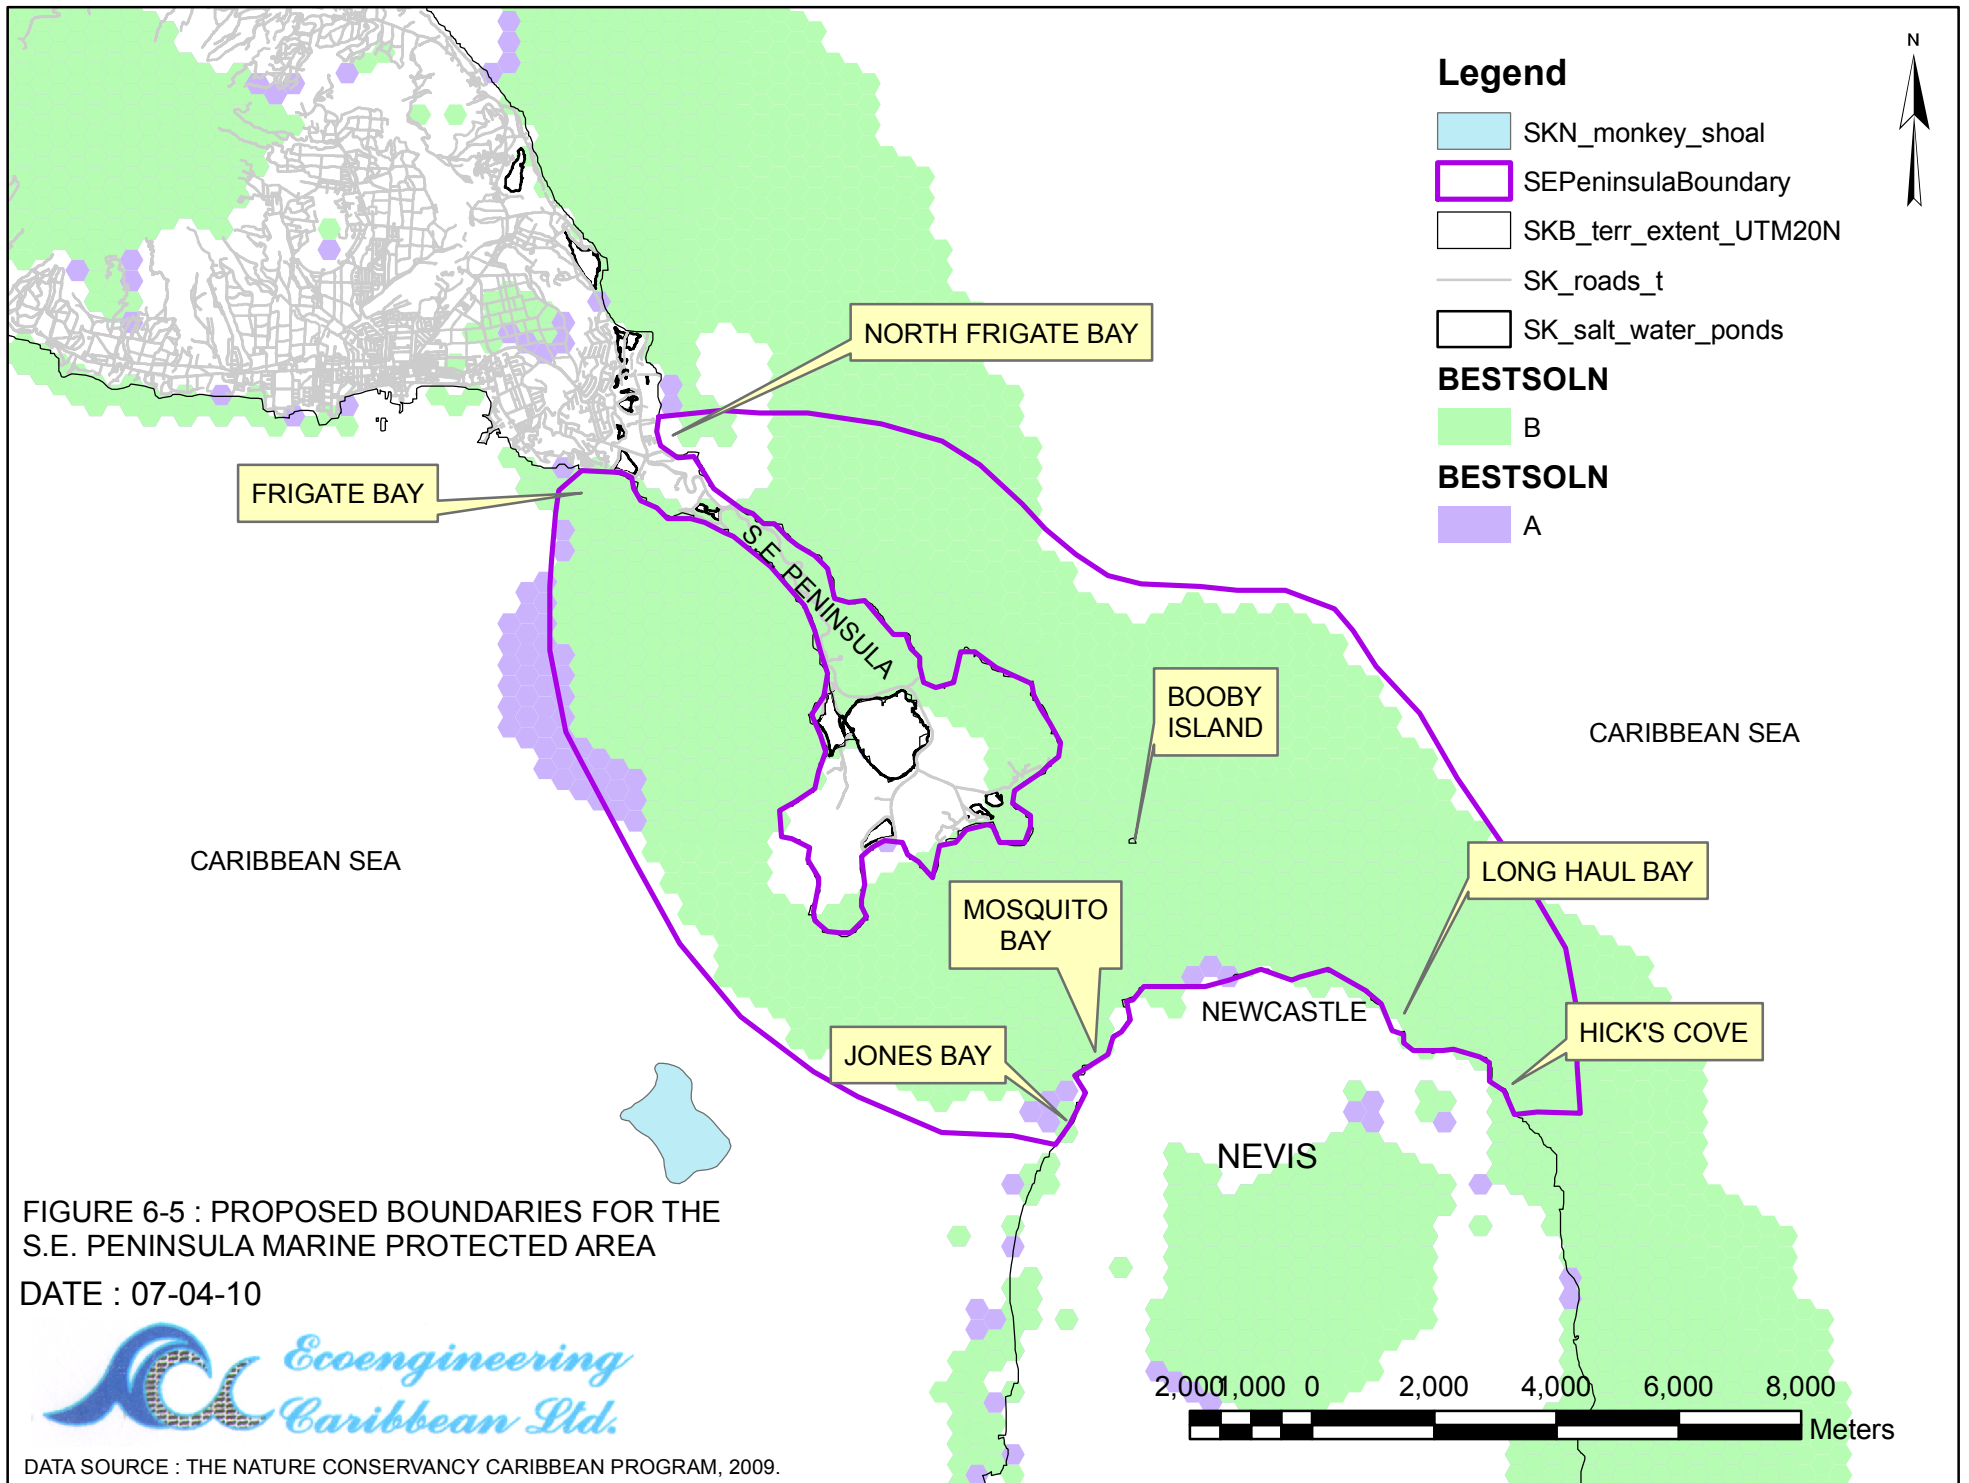 N
Legend
SKN_monkey_shoal
SEPeninsulaBoundary
SKB_terr_extent_UTM20N
SK_roads_t
SK_salt_water_ponds
BESTSOLN
B
BESTSOLN
A
NORTH FRIGATE BAY
FRIGATE BAY
S.E. PENINSULA
BOOBY
ISLAND
CARIBBEAN SEA
CARIBBEAN SEA
LONG HAUL BAY
MOSQUITO
BAY
NEWCASTLE
HICK'S COVE
JONES BAY
NEVIS
FIGURE 6-5 : PROPOSED BOUNDARIES FOR THE
S.E. PENINSULA MARINE PROTECTED AREA
DATE : 07-04-10
Ecoengineering
Caribbean Ltd.
2,000 1,000 0 2,000 4,000 6,000 8,000
Meters
DATA SOURCE : THE NATURE CONSERVANCY CARIBBEAN PROGRAM, 2009.